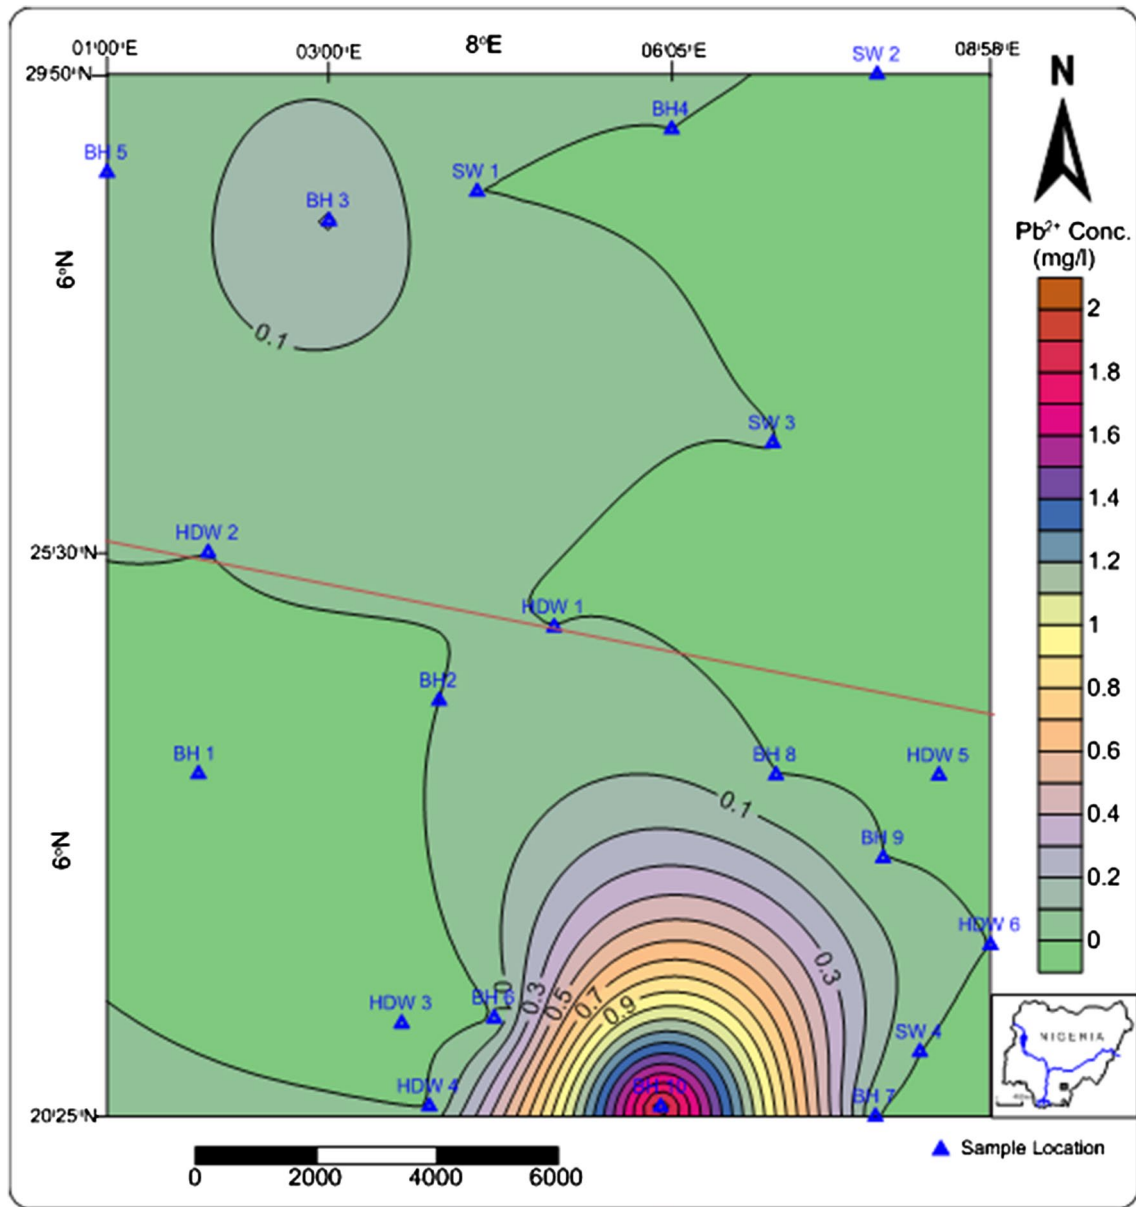 01'00"E
03'00"E
8°E
06'05"E
08'58"E
29'50"N
SW 2
N
BH4
BH 5
SW 1
BH 3
Pb²⁺ Conc.
(mg/l)
6°N
2
0.1
1.8
1.6
SW 3
1.4
HDW 2
25'30"N
1.2
HDW 1
1
BH2
0.8
BH 1
BH 8
HDW 5
0.6
0.1
0.4
6°N
BH 9
0.2
HDW 6
0
0.3
0.3
0.5
0.7
0.9
HDW 3
BH 6
NIGERIA
SW 4
HDW 4
BH 10
BH 7
20'25"N
Sample Location
0
2000
4000
6000